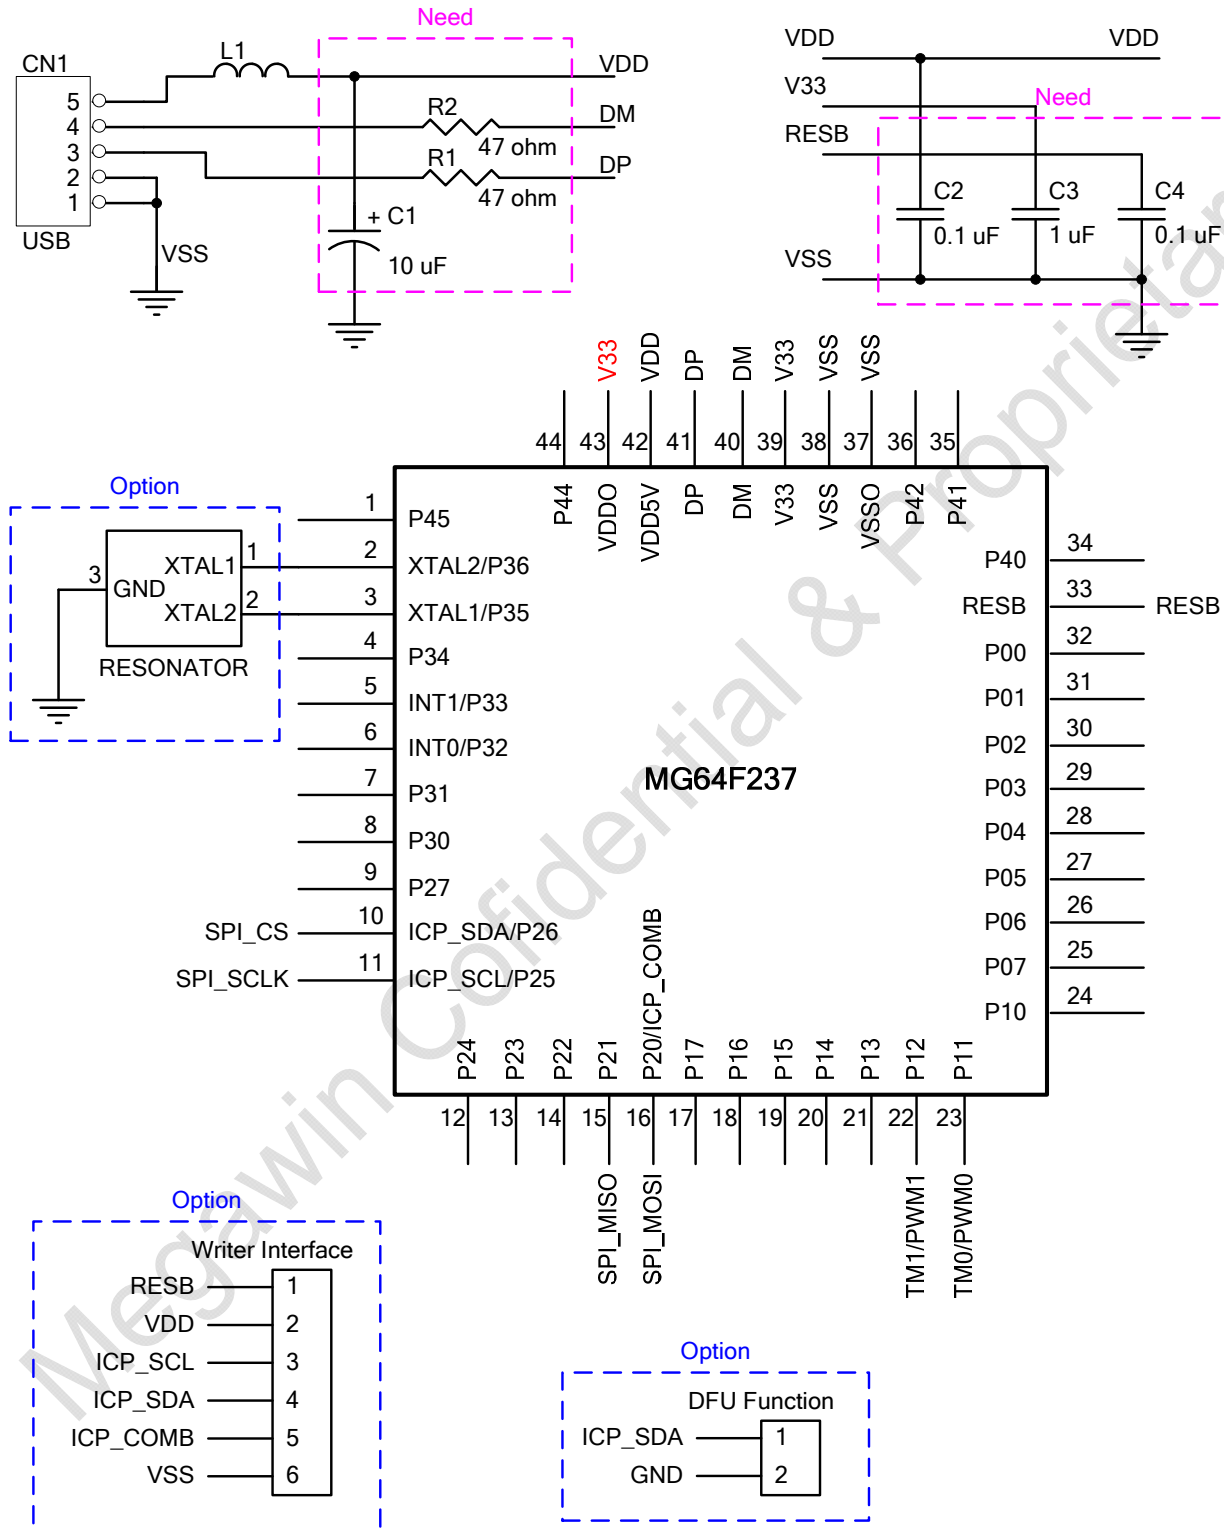 Need
CN1
L1
VDD
5
4
R2
DM
47 ohm
3
R1
DP
47 ohm
2
1
+ C1
USB
VSS
10 uF
VDD
VDD
V33
Need
RESB
C2
C3
C4
0.1 uF
1 uF
0.1 uF
VSS
V33
VDD
DP
DM
V33
VSS
VSS
44
43
42
41
40
39
38
37
36
35
P44
VDDO
VDD5V
DP
DM
V33
VSS
VSSO
P42
P41
Option
XTAL1
1
3
GND
XTAL2
2
RESONATOR
1
P45
2
XTAL2/P36
3
XTAL1/P35
4
P34
5
INT1/P33
6
INT0/P32
7
P31
8
P30
9
P27
SPI_CS
10
ICP_SDA/P26
SPI_SCLK
11
ICP_SCL/P25
MG64F237
P40
34
RESB
33
RESB
P00
32
P01
31
P02
30
P03
29
P04
28
P05
27
P06
26
P07
25
P10
24
P24
P23
P22
P21
P20/ICP_COMB
P17
P16
P15
P14
P13
P12
P11
12
13
14
15
16
17
18
19
20
21
22
23
SPI_MISO
SPI_MOSI
TM1/PWM1
TM0/PWM0
Option
Writer Interface
RESB
1
VDD
2
ICP_SCL
3
ICP_SDA
4
ICP_COMB
5
VSS
6
Option
DFU Function
ICP_SDA
1
GND
2
Megawin Cofidential & Proprietar